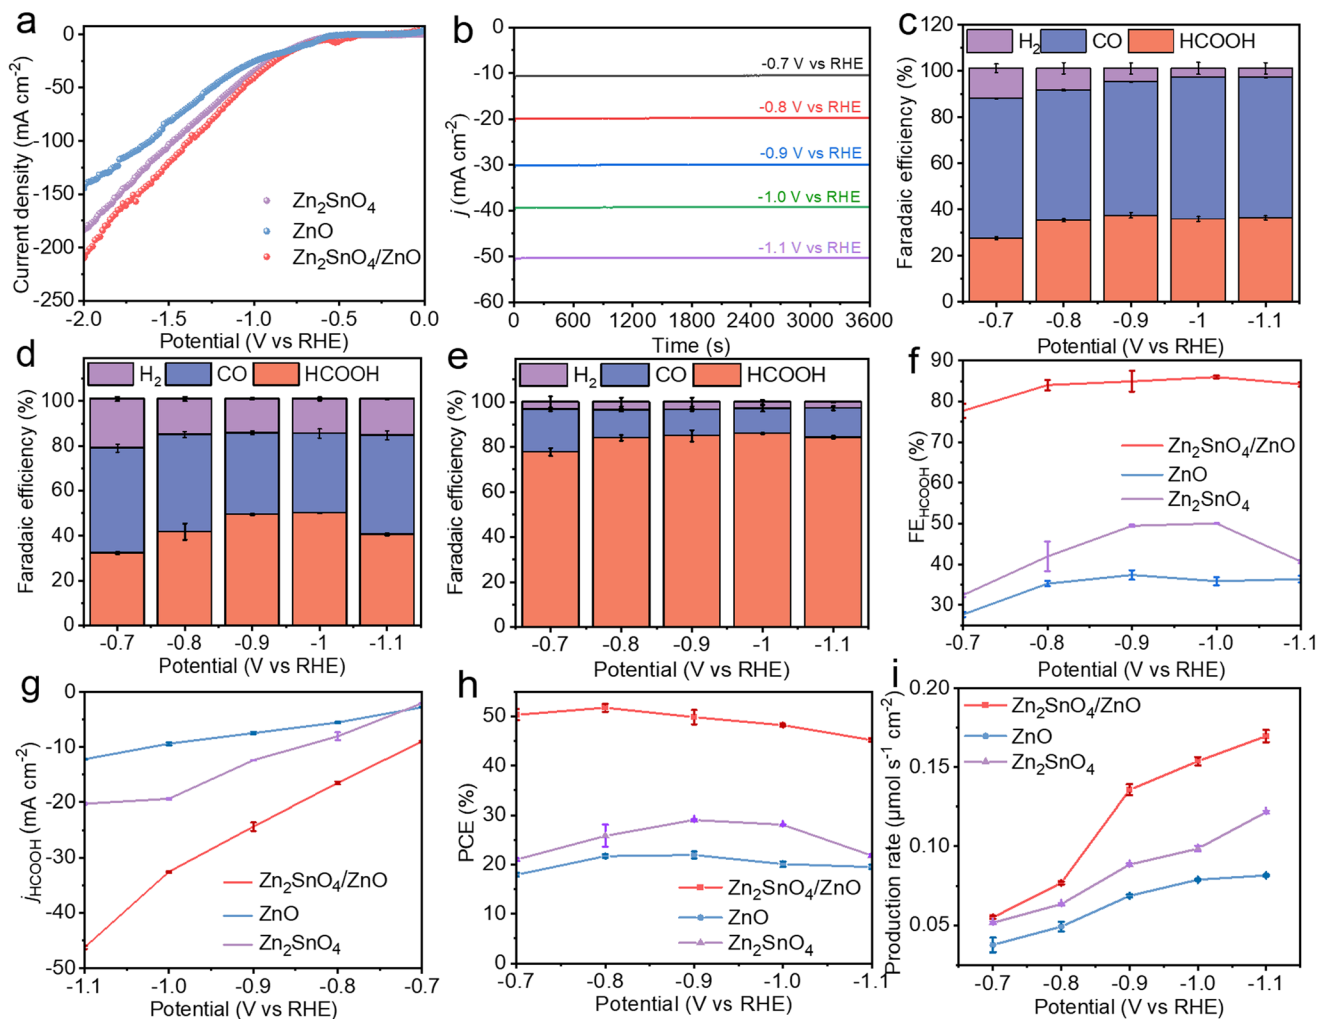 a
Current density (mA cm-2)
0
-50
-100
-150
-200
-250
Zn2SnO4
ZnO
Zn2SnO4/ZnO
-2.0 -1.5 -1.0 -0.5 0.0
Potential (V vs RHE)
b
j (mA cm-2)
0
-10
-20
-30
-40
-50
-60
-0.7 V vs RHE
-0.8 V vs RHE
-0.9 V vs RHE
-1.0 V vs RHE
-1.1 V vs RHE
0 600 1200 1800 2400 3000 3600
Time (s)
c
Faradaic efficiency (%)
120
100
80
60
40
20
0
H2 CO HCOOH
-0.7 -0.8 -0.9 -1 -1.1
Potential (V vs RHE)
d
Faradaic efficiency (%)
100
80
60
40
20
0
H2 CO HCOOH
-0.7 -0.8 -0.9 -1 -1.1
Potential (V vs RHE)
e
Faradaic efficiency (%)
100
80
60
40
20
0
H2 CO HCOOH
-0.7 -0.8 -0.9 -1 -1.1
Potential (V vs RHE)
f
FEHCOOH (%)
90
80
70
60
50
40
30
Zn2SnO4/ZnO
ZnO
Zn2SnO4
-0.7 -0.8 -0.9 -1.0 -1.1
Potential (V vs RHE)
g
jHCOOH (mA cm-2)
0
-10
-20
-30
-40
-50
Zn2SnO4/ZnO
ZnO
Zn2SnO4
-1.1 -1.0 -0.9 -0.8 -0.7
Potential (V vs RHE)
h
PCE (%)
50
40
30
20
10
0
Zn2SnO4/ZnO
ZnO
Zn2SnO4
-0.7 -0.8 -0.9 -1.0 -1.1
Potential (V vs RHE)
i
Production rate (μmol s-1 cm-2)
0.20
0.15
0.10
0.05
Zn2SnO4/ZnO
ZnO
Zn2SnO4
-0.7 -0.8 -0.9 -1.0 -1.1
Potential (V vs RHE)